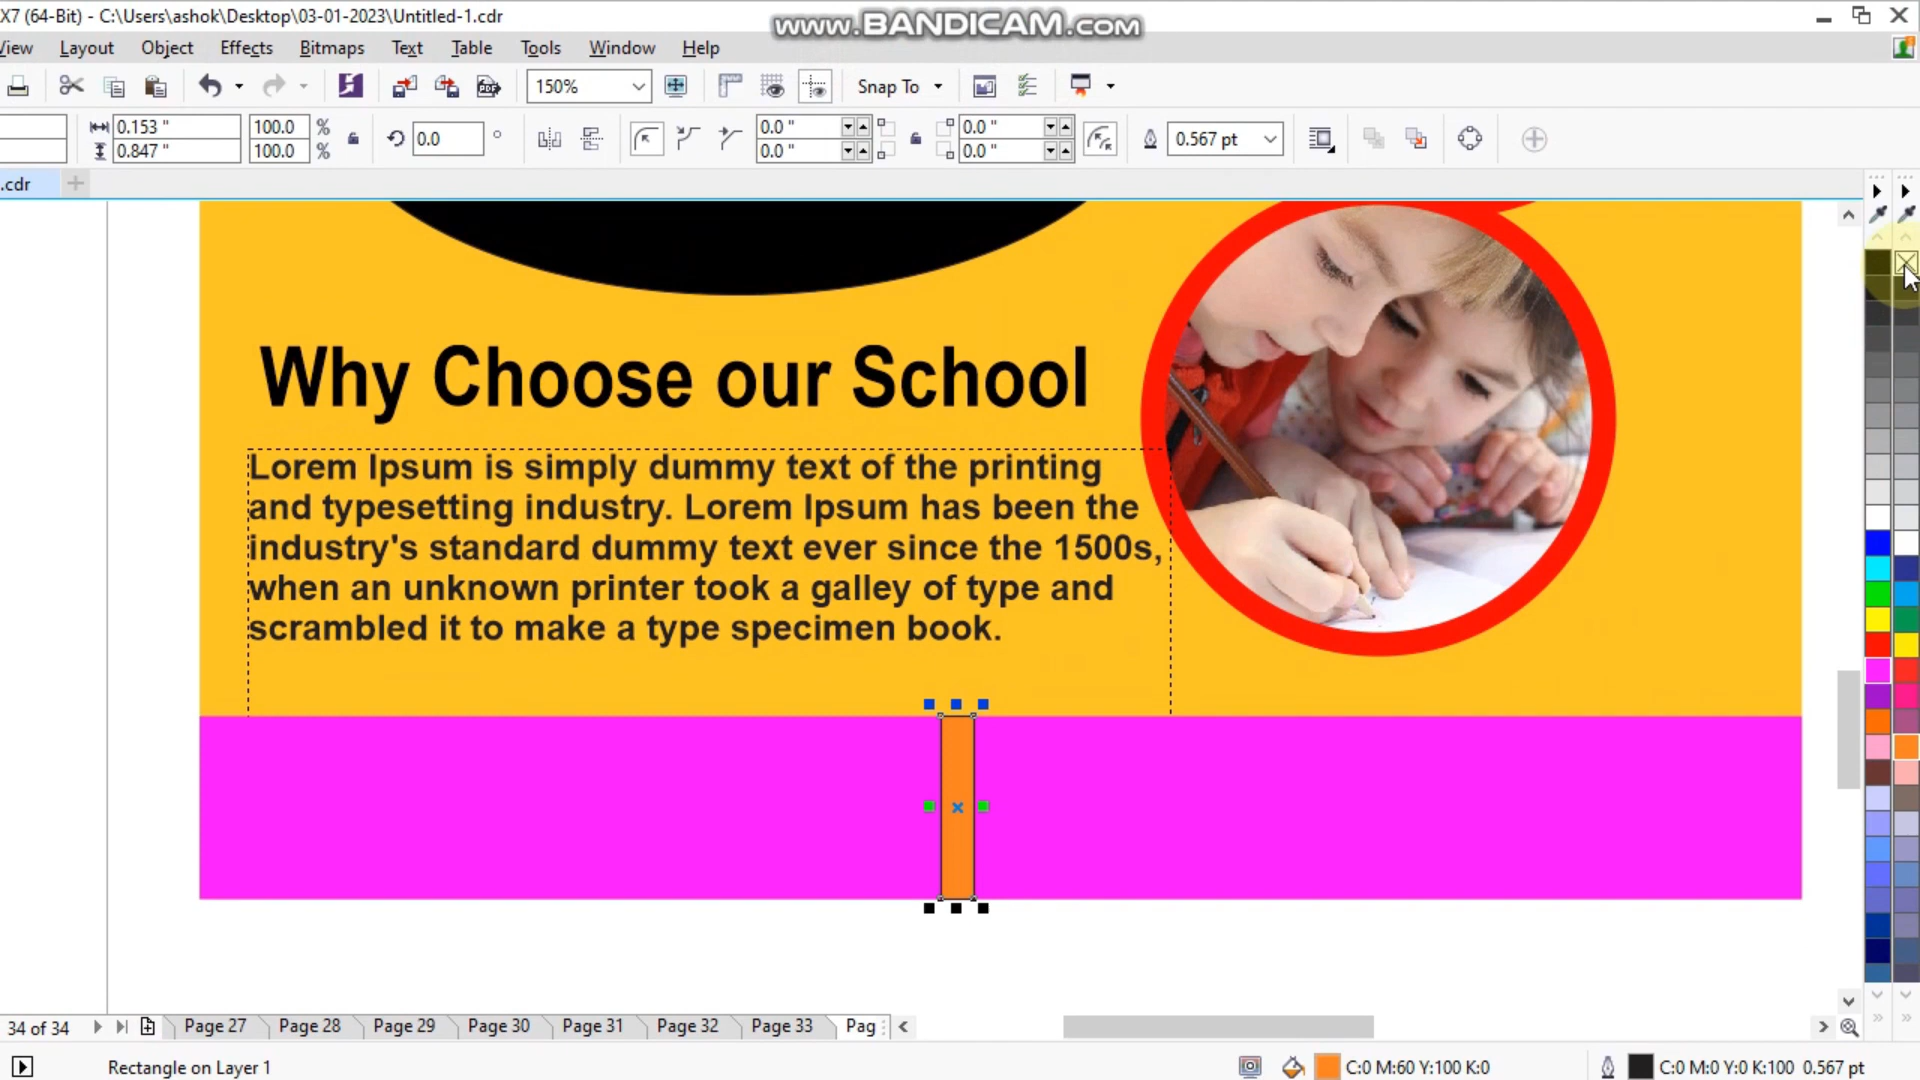 X7 (64-Bit) - C:\Users\ashok\Desktop\03-01-2023\Untitled-1.cdr
www.BANDICAM.com
View Layout Object Effects Bitmaps Text Table Tools Window Help
150% Snap To
0.153 " 100.0 % 0.0 ° 0.0 " 0.0 " 0.567 pt
0.847 " 100.0 % 0.0 " 0.0 "
.cdr
Why Choose our School
Lorem Ipsum is simply dummy text of the printing
and typesetting industry. Lorem Ipsum has been the
industry's standard dummy text ever since the 1500s,
when an unknown printer took a galley of type and
scrambled it to make a type specimen book.
34 of 34 Page 27 Page 28 Page 29 Page 30 Page 31 Page 32 Page 33 Pag
Rectangle on Layer 1 C:0 M:60 Y:100 K:0 C:0 M:0 Y:0 K:100 0.567 pt